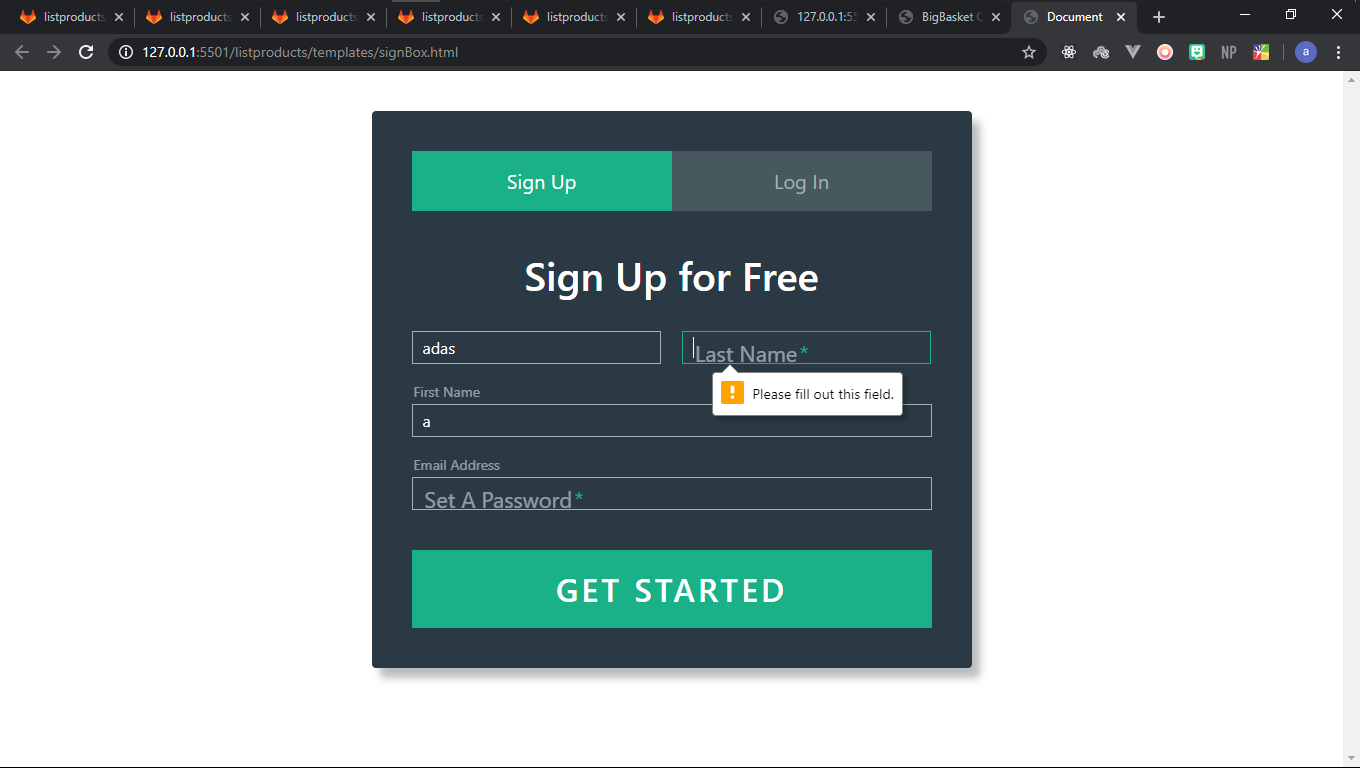 listproducts
listproducts
listproducts
listproducts
listproducts
listproducts
127.0.0.1:55
BigBasket
Document
127.0.0.1:5501/listproducts/templates/signBox.html
NP
a
Sign Up
Log In
Sign Up for Free
adas
Last Name*
Please fill out this field.
First Name
a
Email Address
Set A Password*
GET STARTED